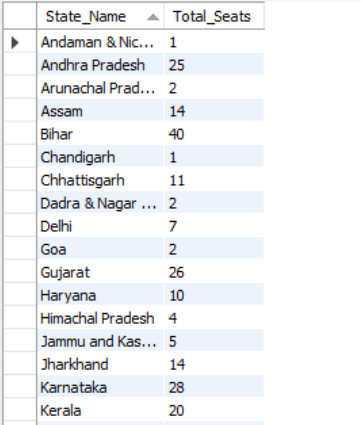 State_Name Total_Seats
Andaman & Nic... 1
Andhra Pradesh 25
Arunachal Prad... 2
Assam 14
Bihar 40
Chandigarh 1
Chhattisgarh 11
Dadra & Nagar ... 2
Delhi 7
Goa 2
Gujarat 26
Haryana 10
Himachal Pradesh 4
Jammu and Kas... 5
Jharkhand 14
Karnataka 28
Kerala 20